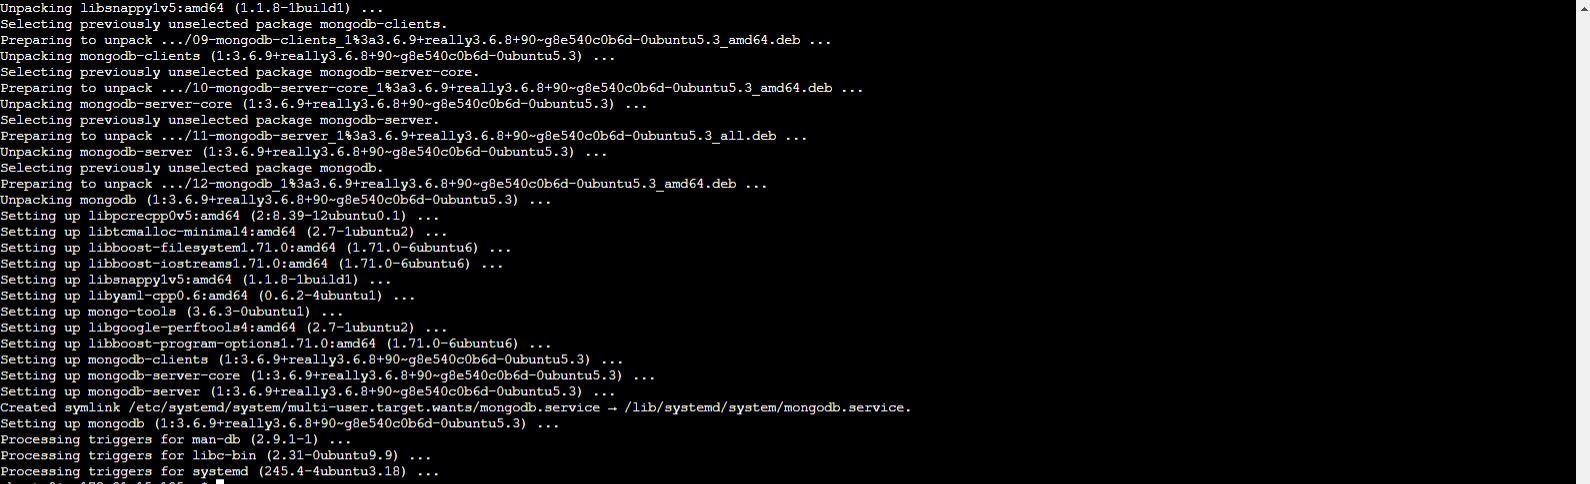 Unpacking libsnappy1v5:amd64 (1.1.8-1build1) ...
Selecting previously unselected package mongodb-clients.
Preparing to unpack .../09-mongodb-clients_1%3a3.6.9+really3.6.8+90~g8e540c0b6d-0ubuntu5.3_amd64.deb ...
Unpacking mongodb-clients (1:3.6.9+really3.6.8+90~g8e540c0b6d-0ubuntu5.3) ...
Selecting previously unselected package mongodb-server-core.
Preparing to unpack .../10-mongodb-server-core_1%3a3.6.9+really3.6.8+90~g8e540c0b6d-0ubuntu5.3_amd64.deb ...
Unpacking mongodb-server-core (1:3.6.9+really3.6.8+90~g8e540c0b6d-0ubuntu5.3) ...
Selecting previously unselected package mongodb-server.
Preparing to unpack .../11-mongodb-server_1%3a3.6.9+really3.6.8+90~g8e540c0b6d-0ubuntu5.3_all.deb ...
Unpacking mongodb-server (1:3.6.9+really3.6.8+90~g8e540c0b6d-0ubuntu5.3) ...
Selecting previously unselected package mongodb.
Preparing to unpack .../12-mongodb_1%3a3.6.9+really3.6.8+90~g8e540c0b6d-0ubuntu5.3_amd64.deb ...
Unpacking mongodb (1:3.6.9+really3.6.8+90~g8e540c0b6d-0ubuntu5.3) ...
Setting up libpcrecpp0v5:amd64 (2:8.39-12ubuntu0.1) ...
Setting up libtcmalloc-minimal4:amd64 (2.7-1ubuntu2) ...
Setting up libboost-filesystem1.71.0:amd64 (1.71.0-6ubuntu6) ...
Setting up libboost-iostreams1.71.0:amd64 (1.71.0-6ubuntu6) ...
Setting up libsnappy1v5:amd64 (1.1.8-1build1) ...
Setting up libyaml-cpp0.6:amd64 (0.6.2-4ubuntu1) ...
Setting up mongo-tools (3.6.3-0ubuntu1) ...
Setting up libgoogle-perftools4:amd64 (2.7-1ubuntu2) ...
Setting up libboost-program-options1.71.0:amd64 (1.71.0-6ubuntu6) ...
Setting up mongodb-clients (1:3.6.9+really3.6.8+90~g8e540c0b6d-0ubuntu5.3) ...
Setting up mongodb-server-core (1:3.6.9+really3.6.8+90~g8e540c0b6d-0ubuntu5.3) ...
Setting up mongodb-server (1:3.6.9+really3.6.8+90~g8e540c0b6d-0ubuntu5.3) ...
Created symlink /etc/systemd/system/multi-user.target.wants/mongodb.service → /lib/systemd/system/mongodb.service.
Setting up mongodb (1:3.6.9+really3.6.8+90~g8e540c0b6d-0ubuntu5.3) ...
Processing triggers for man-db (2.9.1-1) ...
Processing triggers for libc-bin (2.31-0ubuntu9.9) ...
Processing triggers for systemd (245.4-4ubuntu3.18) ...